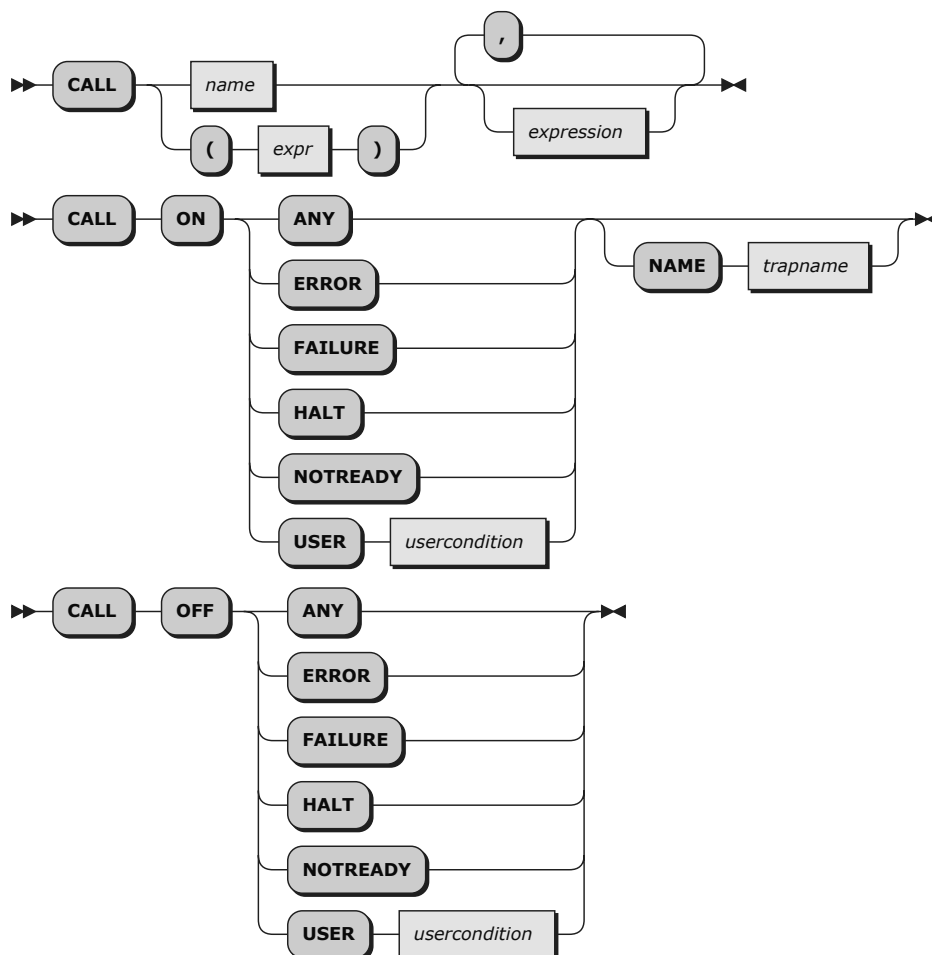 ,
CALL name
( expr ) expression
CALL ON ANY
NAME trapname
ERROR
FAILURE
HALT
NOTREADY
USER usercondition
CALL OFF ANY
ERROR
FAILURE
HALT
NOTREADY
USER usercondition